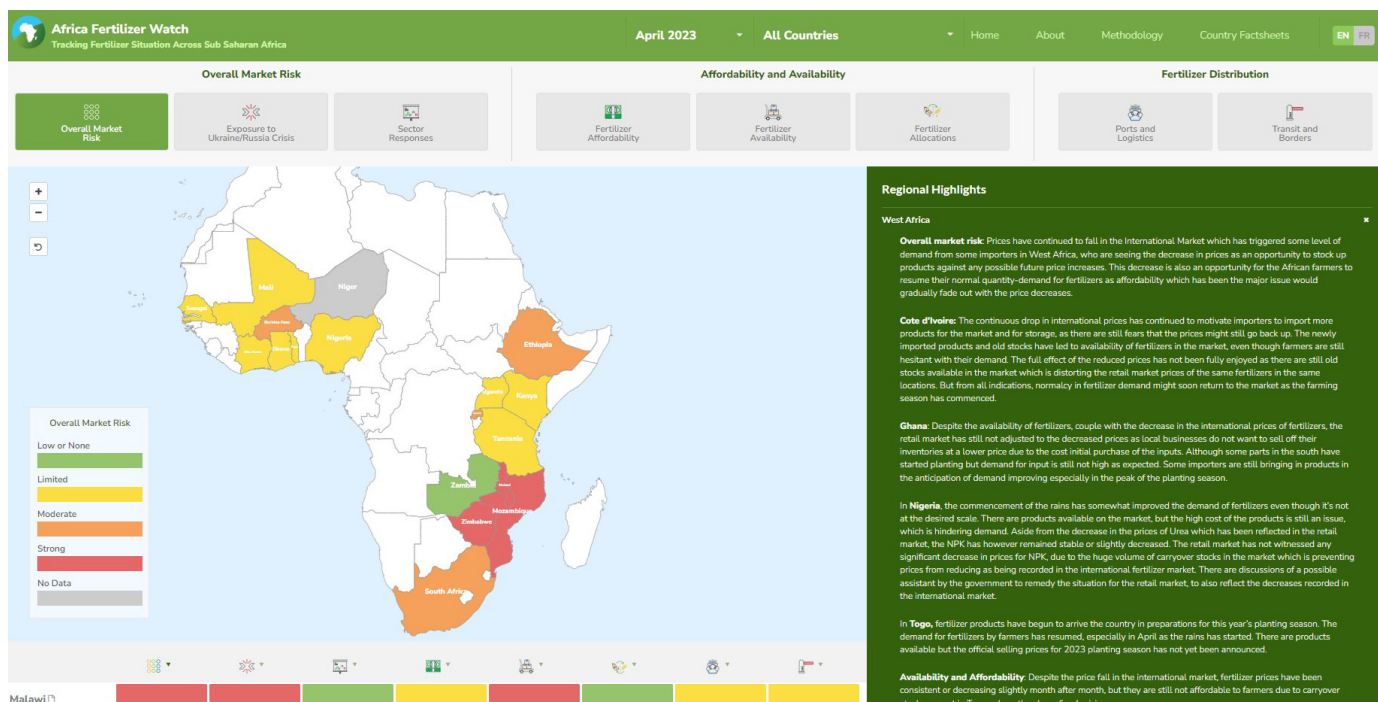 Africa Fertilizer Watch
Tracking Fertilizer Situation Across Sub Saharan Africa
April 2023
All Countries
Home
About
Methodology
Country Factsheets
EN FR
Overall Market Risk
Affordability and Availability
Fertilizer Distribution
Overall Market
Risk
Exposure to
Ukraine/Russia Crisis
Sector
Responses
Fertilizer
Affordability
Fertilizer
Availability
Fertilizer
Allocations
Ports and
Logistics
Transit and
Borders
+
−
Mali
Niger
Senegal
Burkina Faso
Nigeria
Ghana
Ethiopia
Uganda
Kenya
Tanzania
Zambia
Malawi
Mozambique
Zimbabwe
South Africa
Overall Market Risk
Low or None
Limited
Moderate
Strong
No Data
Malawi
Regional Highlights
West Africa
Overall market risk: Prices have continued to fall in the International Market which has triggered some level of
demand from some importers in West Africa, who are seeing the decrease in prices as an opportunity to stock up
products against any possible future price increases. This decrease is also an opportunity for the African farmers to
resume their normal quantity-demand for fertilizers as affordability which has been the major issue would
gradually fade out with the price decreases.
Cote d'Ivoire: The continuous drop in international prices has continued to motivate importers to import more
products for the market and for storage, as there are still fears that the prices might still go back up. The newly
imported products and old stocks have led to availability of fertilizers in the market, even though farmers are still
hesitant with their demand. The full effect of the reduced prices has not been fully enjoyed as there are still old
stocks available in the market which is distorting the retail market prices of the same fertilizers in the same
locations. But from all indications, normalcy in fertilizer demand might soon return to the market as the farming
season has commenced.
Ghana: Despite the availability of fertilizers, couple with the decrease in the international prices of fertilizers, the
retail market has still not adjusted to the decreased prices as local businesses do not want to sell off their
inventories at a lower price due to the cost initial purchase of the inputs. Although some parts in the south have
started planting but demand for input is still not high as expected. Some importers are still bringing in products in
the anticipation of demand improving especially in the peak of the planting season.
In Nigeria, the commencement of the rains has somewhat improved the demand of fertilizers even though it's not
at the desired scale. There are products available on the market, but the high cost of the products is still an issue,
which is hindering demand. Aside from the decrease in the prices of Urea which has been reflected in the retail
market, the NPK has however remained stable or slightly decreased. The retail market has not witnessed any
significant decrease in prices for NPK, due to the huge volume of carryover stocks in the market which is preventing
prices from reducing as being recorded in the international fertilizer market. There are discussions of a possible
assistant by the government to remedy the situation for the retail market, to also reflect the decreases recorded in
the international market.
In Togo, fertilizer products have begun to arrive the country in preparations for this year's planting season. The
demand for fertilizers by farmers has resumed, especially in April as the rains has started. There are products
available but the official selling prices for 2023 planting season has not yet been announced.
Availability and Affordability: Despite the price fall in the international market, fertilizer prices have been
consistent or decreasing slightly month after month, but they are still not affordable to farmers due to carryover